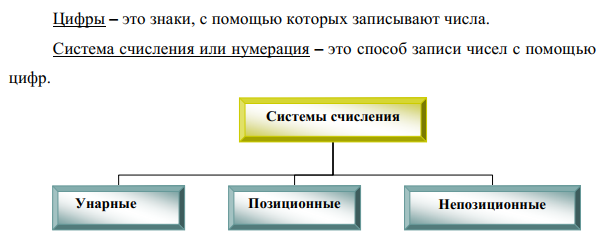 Цифры – это знаки, с помощью которых записывают числа.
Система счисления или нумерация – это способ записи чисел с помощью
цифр.
Системы счисления
Унарные
Позиционные
Непозиционные